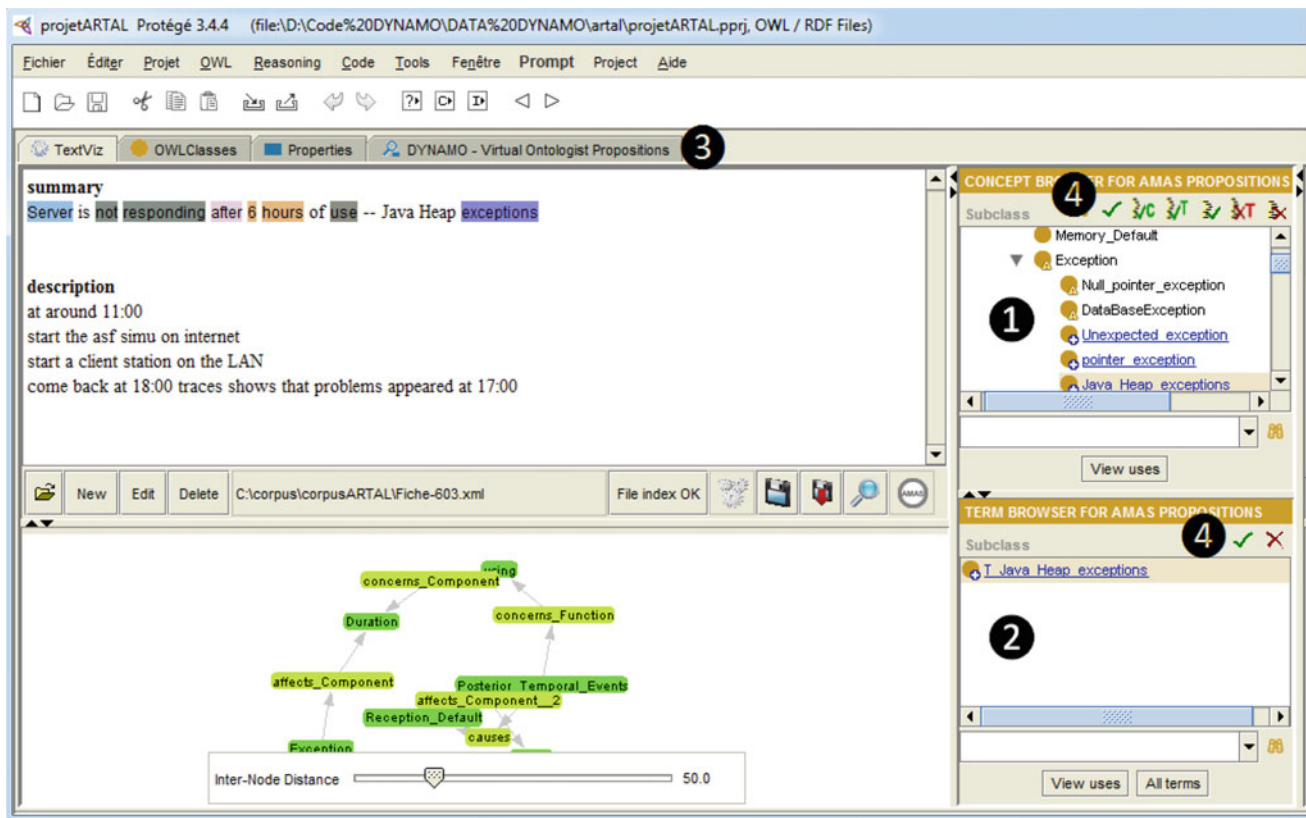 projetARTAL Protégé 3.4.4 (file:\D:\Code%20DYNAMO\DATA%20DYNAMO\artal\projetARTAL.pprj, OWL / RDF Files)
Fichier Éditer Projet OWL Reasoning Code Tools Fenêtre Prompt Project Aide
TextViz OWLClasses Properties DYNAMO - Virtual Ontologist Propositions 3
summary
Server is not responding after 6 hours of use -- Java Heap exceptions
description
at around 11:00
start the asf simu on internet
start a client station on the LAN
come back at 18:00 traces shows that problems appeared at 17:00
New Edit Delete C:\corpus\corpusARTAL\Fiche-603.xml File index OK AMAS
concerns_Component
Duration
concerns_Function
affects_Component
Posterior_Temporal_Events
affects_Component__2
Reception_Default
causes
Exception
Inter-Node Distance 50.0
CONCEPT BROWSER FOR AMAS PROPOSITIONS
4
Subclass
Memory_Default
Exception
Null_pointer_exception
DataBaseException
1
Unexpected_exception
pointer_exception
Java_Heap_exceptions
View uses
TERM BROWSER FOR AMAS PROPOSITIONS
Subclass 4
T_Java_Heap_exceptions
2
View uses All terms